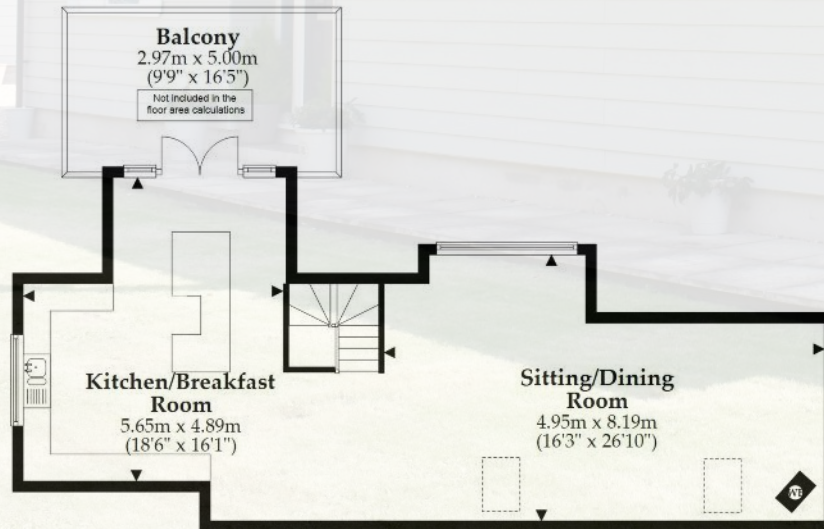 Balcony
2.97m x 5.00m
(9'9" x 16'5")
Not included in the
floor area calculations
Kitchen/Breakfast
Room
5.65m x 4.89m
(18'6" x 16'1")
Sitting/Dining
Room
4.95m x 8.19m
(16'3" x 26'10")